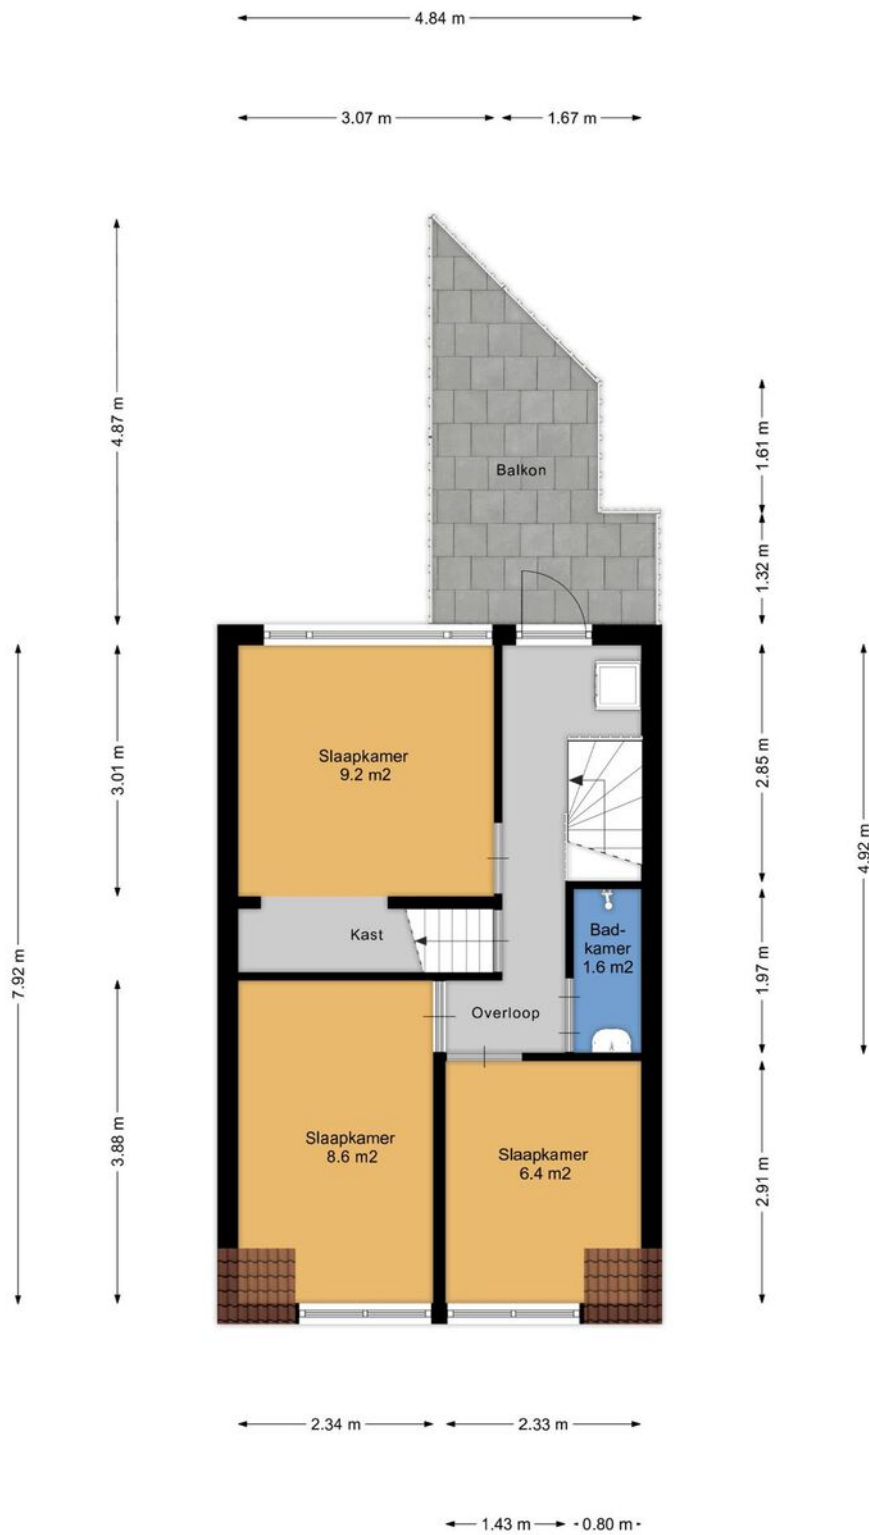 4.84 m
3.07 m
1.67 m
4.87 m
1.61 m
Balkon
1.32 m
3.01 m
Slaapkamer
9.2 m2
2.85 m
4.92 m
7.92 m
Kast
Bad-
kamer
1.6 m2
1.97 m
Overloop
3.88 m
Slaapkamer
8.6 m2
Slaapkamer
6.4 m2
2.91 m
2.34 m
2.33 m
1.43 m
0.80 m